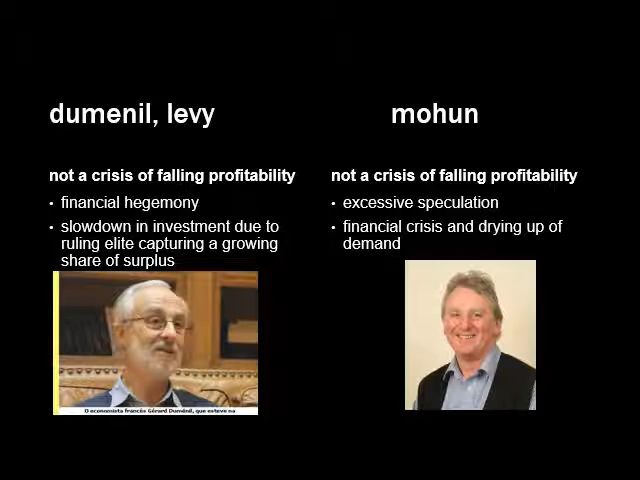 dumenil, levy
not a crisis of falling profitability
• financial hegemony
• slowdown in investment due to
ruling elite capturing a growing
share of surplus
O economista francês Gérard Duménil, que esteve na
mohun
not a crisis of falling profitability
• excessive speculation
• financial crisis and drying up of
demand